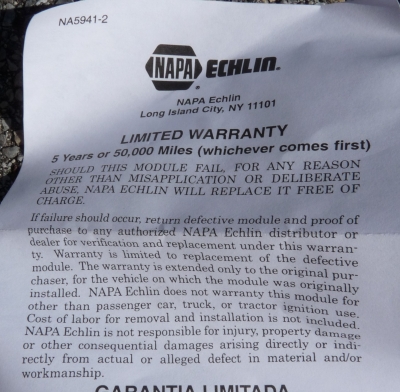 NA5941-2
NAPA ECHLIN®
NAPA Echlin
Long Island City, NY 11101
LIMITED WARRANTY
5 Years or 50,000 Miles (whichever comes first)
SHOULD THIS MODULE FAIL, FOR ANY REASON
OTHER THAN MISAPPLICATION OR DELIBERATE
ABUSE, NAPA ECHLIN WILL REPLACE IT FREE OF
CHARGE.
If failure should occur, return defective module and proof of
purchase to any authorized NAPA Echlin distributor or
dealer for verification and replacement under this warran-
ty. Warranty is limited to replacement of the defective
module. The warranty is extended only to the original pur-
chaser, for the vehicle on which the module was originally
installed. NAPA Echlin does not warranty this module for
other than passenger car, truck, or tractor ignition use.
Cost of labor for removal and installation is not included.
NAPA Echlin is not responsible for injury, property damage
or other consequential damages arising directly or indi-
rectly from actual or alleged defect in material and/or
workmanship.
GARANTIA LIMITADA